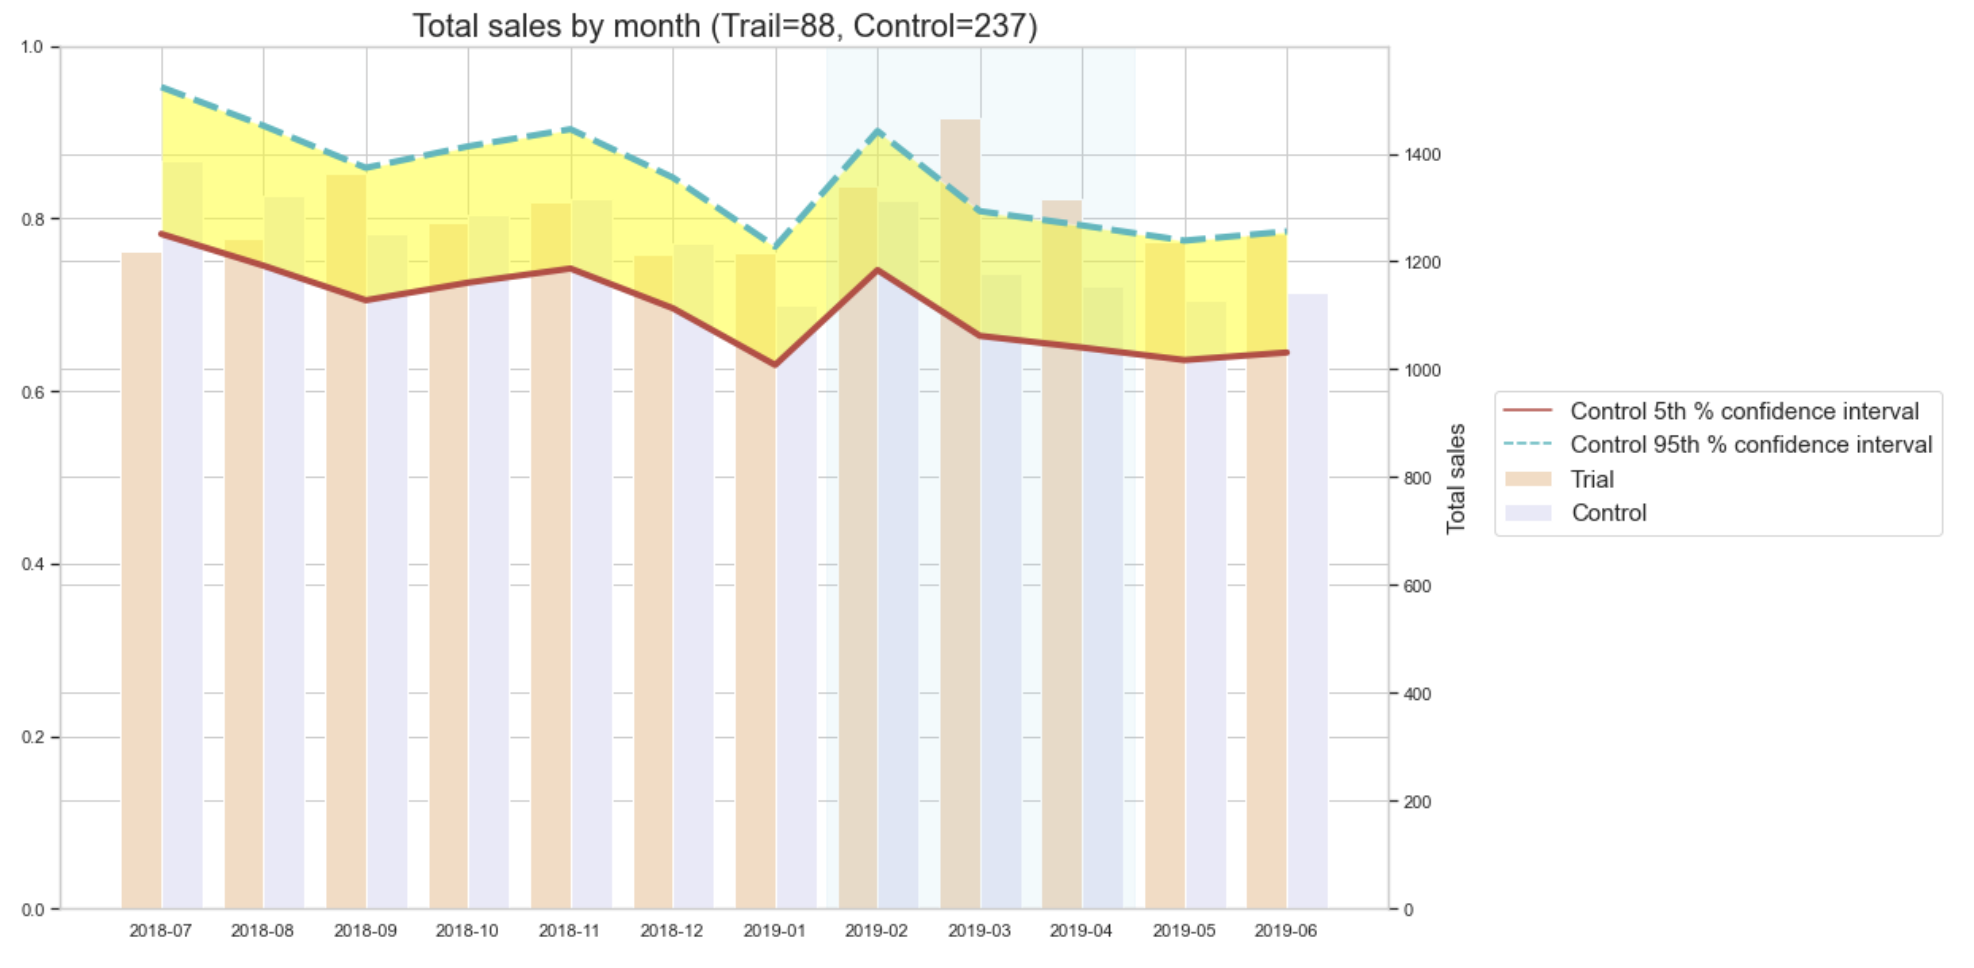 Total sales by month (Trail=88, Control=237)
1.0
0.8
0.6
0.4
0.2
0.0
1400
1200
1000
800
600
400
200
0
Total sales
2018-07 2018-08 2018-09 2018-10 2018-11 2018-12 2019-01 2019-02 2019-03 2019-04 2019-05 2019-06
Control 5th % confidence interval
Control 95th % confidence interval
Trial
Control